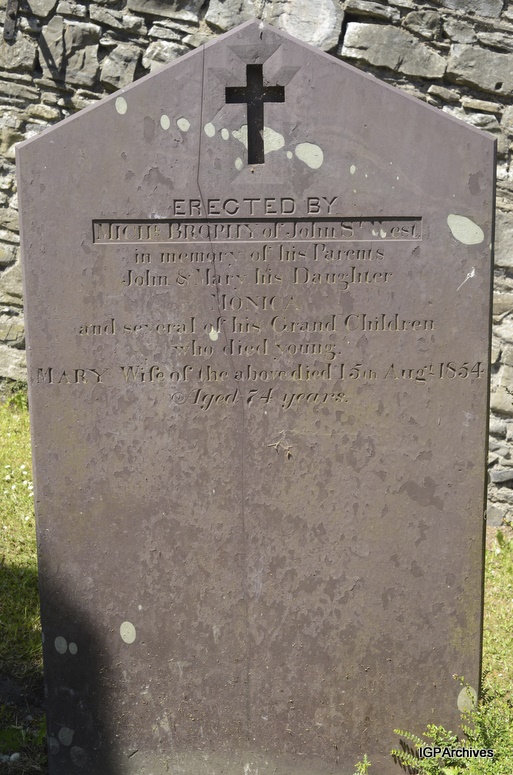 ERECTED BY
MICHL. BROPHY of John St. West
in memory of his Parents
John & Mary his Daughter
MONICA
and several of his Grand Children
who died young.
MARY Wife of the above died 15th Augt. 1854
Aged 74 years.
IGPArchives